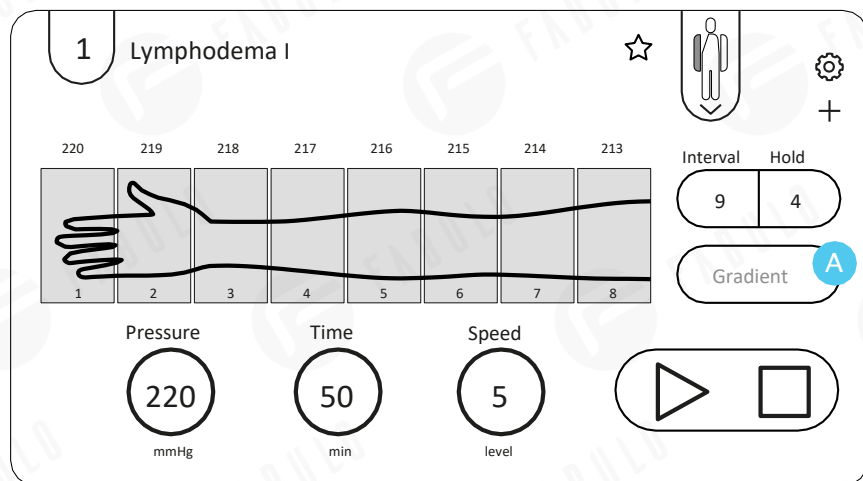 1 Lymphodema I
220 219 218 217 216 215 214 213
Interval Hold
9 4
Gradient A
1 2 3 4 5 6 7 8
Pressure Time Speed
220 50 5
mmHg min level
FABULO